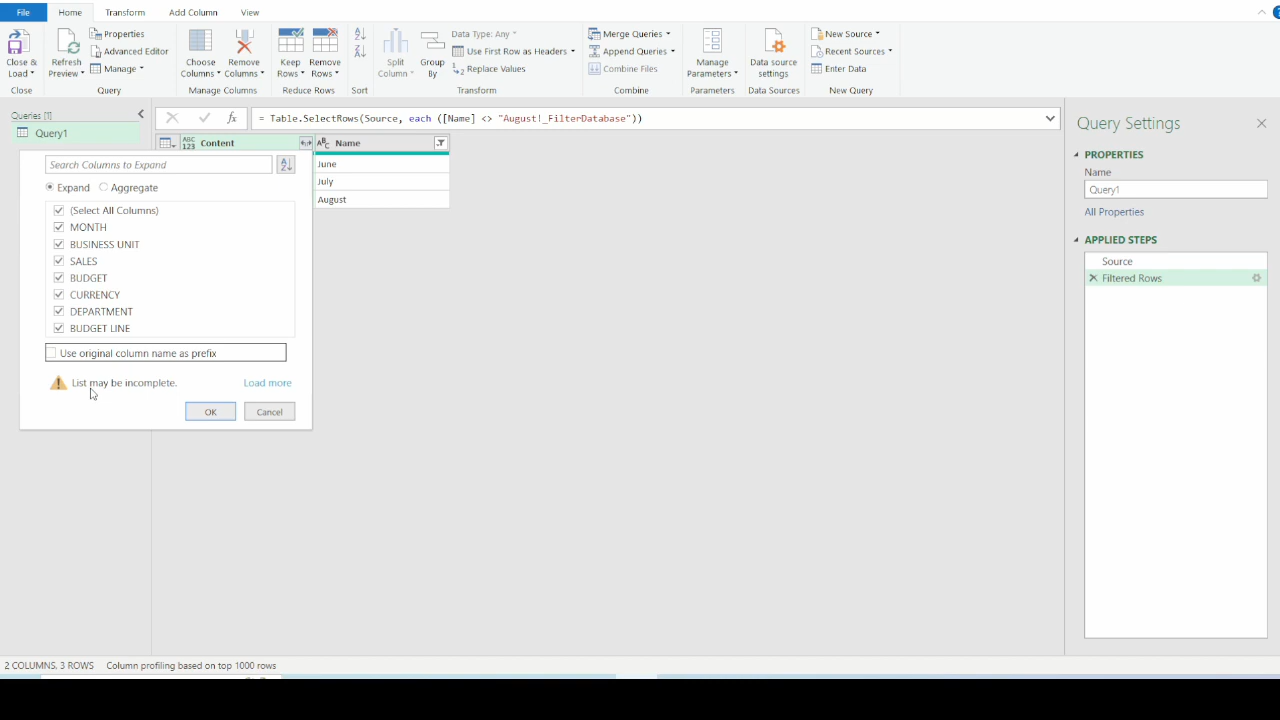 File Home Transform Add Column View
Close & Load
Refresh Preview
Properties
Advanced Editor
Manage
Choose Columns
Remove Columns
Keep Rows
Remove Rows
Split Column
Group By
Data Type: Any
Use First Row as Headers
Replace Values
Merge Queries
Append Queries
Combine Files
Manage Parameters
Data source settings
New Source
Recent Sources
Enter Data
Close Query Manage Columns Reduce Rows Sort Transform Combine Parameters Data Sources New Query
Queries [1]
Query1
fx = Table.SelectRows(Source, each ([Name] <> "August!_FilterDatabase"))
ABC 123 Content ABC Name
June
July
August
Search Columns to Expand
AZ
Expand Aggregate
(Select All Columns)
MONTH
BUSINESS UNIT
SALES
BUDGET
CURRENCY
DEPARTMENT
BUDGET LINE
Use original column name as prefix
List may be incomplete. Load more
OK Cancel
Query Settings
PROPERTIES
Name
Query1
All Properties
APPLIED STEPS
Source
Filtered Rows
2 COLUMNS, 3 ROWS Column profiling based on top 1000 rows